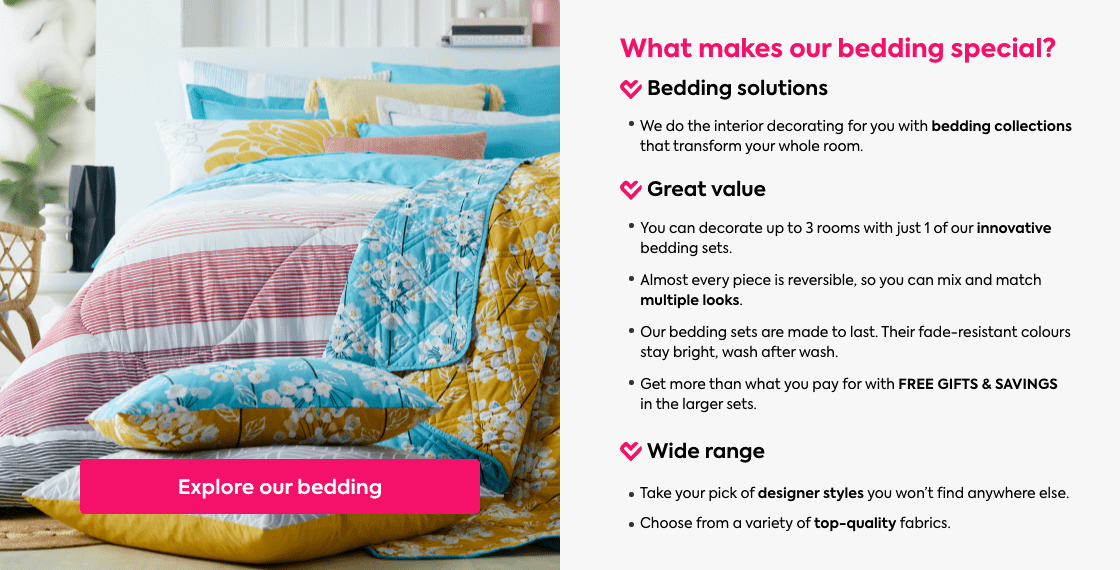 What makes our bedding special?
Bedding solutions
• We do the interior decorating for you with bedding collections
that transform your whole room.
Great value
• You can decorate up to 3 rooms with just 1 of our innovative
bedding sets.
• Almost every piece is reversible, so you can mix and match
multiple looks.
• Our bedding sets are made to last. Their fade-resistant colours
stay bright, wash after wash.
• Get more than what you pay for with FREE GIFTS & SAVINGS
in the larger sets.
Wide range
• Take your pick of designer styles you won’t find anywhere else.
• Choose from a variety of top-quality fabrics.
Explore our bedding